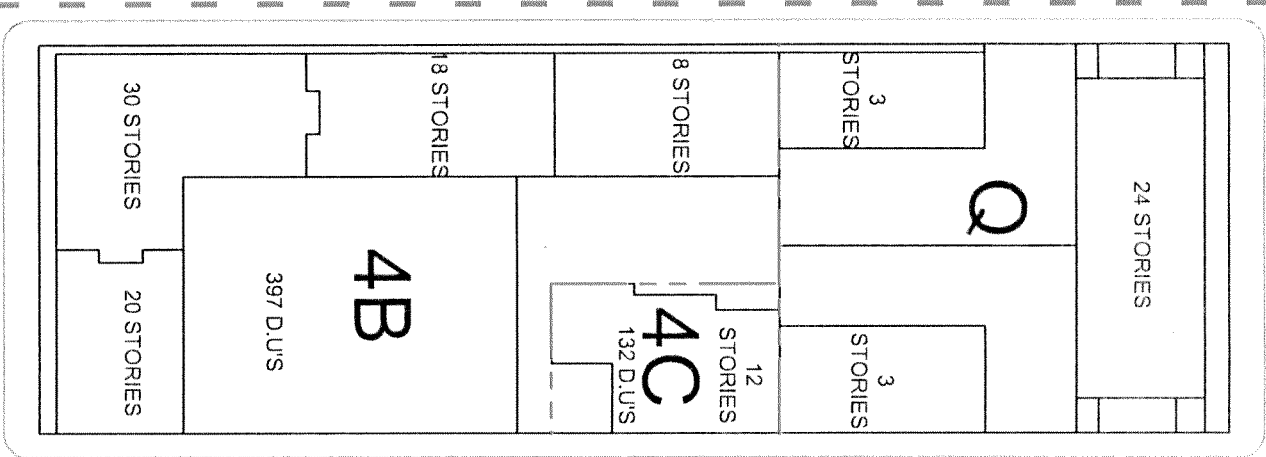 24 STORIES
Q
3
STORIES
3
STORIES
12
STORIES
8 STORIES
4C
132 D.U'S
18 STORIES
4B
397 D.U'S
30 STORIES
20 STORIES